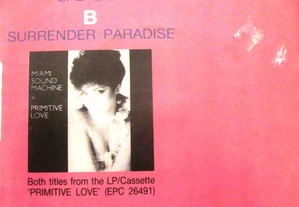 B
SURRENDER PARADISE
MIAMI
SOUND
MACHINE
PRIMITIVE
LOVE
Both titles from the LP/Cassette
'PRIMITIVE LOVE' (EPC 26491)